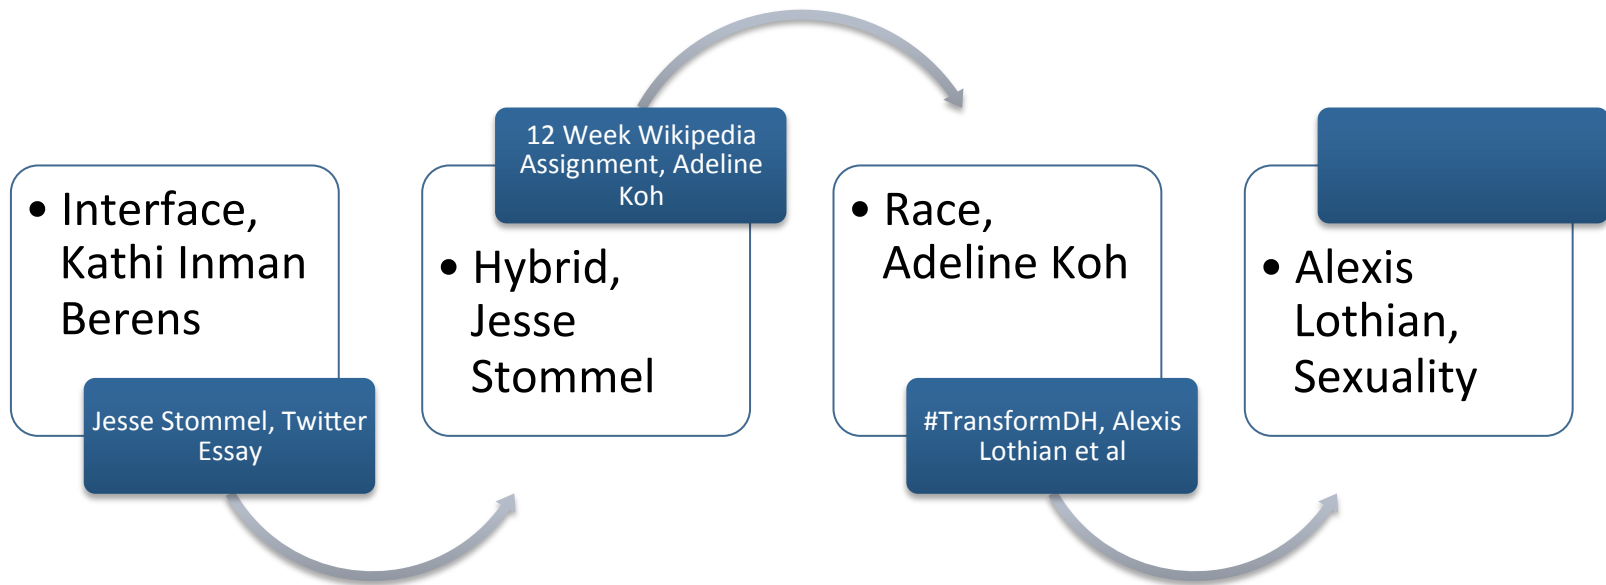 • Interface,
Kathi Inman
Berens
Jesse Stommel, Twitter
Essay
12 Week Wikipedia
Assignment, Adeline
Koh
• Hybrid,
Jesse
Stommel
• Race,
Adeline Koh
#TransformDH, Alexis
Lothian et al
• Alexis
Lothian,
Sexuality